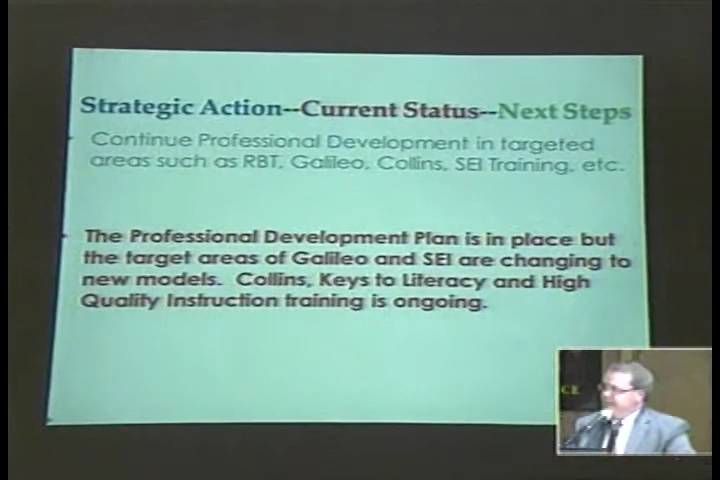 Strategic Action--Current Status--Next Steps
Continue Professional Development in targeted
areas such as RBT, Galileo, Collins, SEI Training, etc.
The Professional Development Plan is in place but
the target areas of Galileo and SEI are changing to
new models. Collins, Keys to Literacy and High
Quality Instruction training is ongoing.
CE